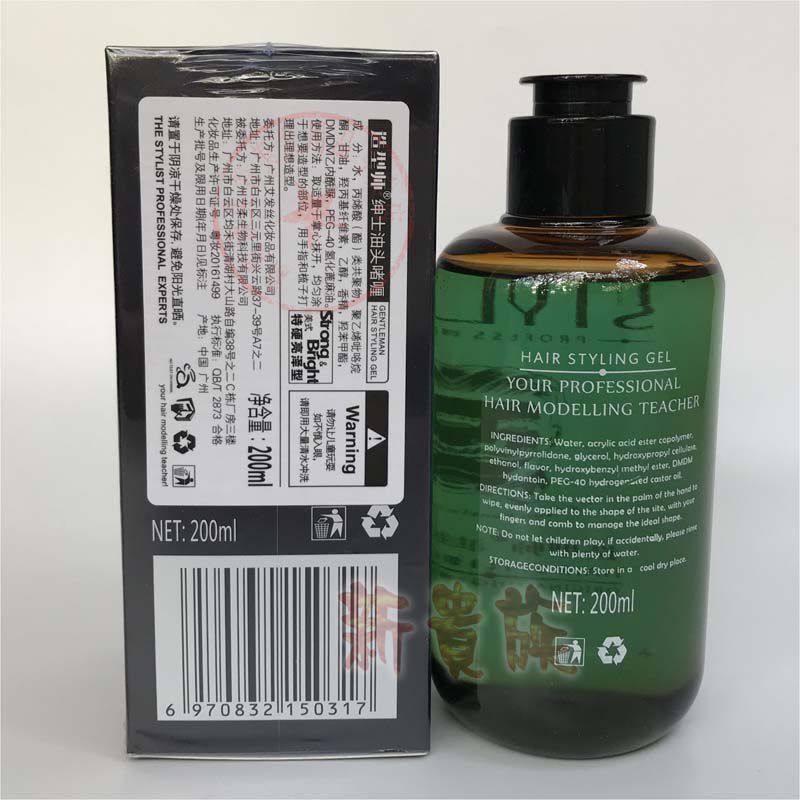 造型师® 绅士油头啫喱
GENTLEMAN
HAIR STYLING GEL
成 分: 水, 丙烯酸（酯）类共聚物, 聚乙烯吡咯烷
酮, 甘油, 羟丙基纤维素, 乙醇, 香精, 羟苯甲酯,
DMDM乙内酰脲, PEG-40 氢化蓖麻油。
使用方法: 取适量于掌心抹开, 均匀涂
于想要造型的部位, 用手指和梳子打
理出理想造型。
Strong &
美式 Bright
特硬亮泽型
Warning
请勿让儿童玩耍
如不慎入眼,
请即用大量清水冲洗
委托方: 广州艾发丝化妆品有限公司
地址: 广州市白云区三元里街兴云路37-39号A7之二
被委托方: 广州艺柔生物科技有限公司
地址: 广州市白云区均禾街清湖村大山路自编38号之二C栋厂房三楼
化妆品生产许可证号: 粤妆20161499 执行标准: QB/T 2873 合格
生产批号及限用日期(年月日)见标注 产地: 中国 广州
请置于阴凉干燥处保存, 避免阳光直晒。
THE STYLIST PROFESSIONAL EXPERTS
净含量: 200ml
your hair modelling teacher!
NET: 200ml
6 970832 150317
HAIR STYLING GEL
YOUR PROFESSIONAL
HAIR MODELLING TEACHER
INGREDIENTS: Water, acrylic acid ester copolymer,
polyvinylpyrrolidone, glycerol, hydroxypropyl cellulose,
ethanol, flavor, hydroxybenzyl methyl ester, DMDM
hydantoin, PEG-40 hydrogenated castor oil.
DIRECTIONS: Take the vector in the palm of the hand to
wipe, evenly applied to the shape of the site, with your
fingers and comb to manage the ideal shape.
NOTE: Do not let children play, if accidentally, please rinse
with plenty of water.
STORAGECONDITIONS: Store in a cool dry place.
NET: 200ml
新貴族